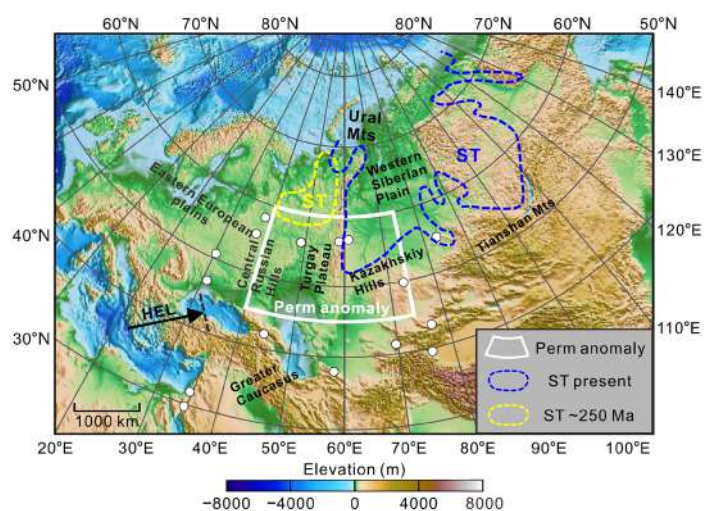 60°N 70°N 80°N 80°N 70°N 60°N 50°N
50°N
140°E
Ural
Mts
Western
Siberian
Plain
ST
130°E
Eastern European
plains
ST
40°N
120°E
Tianshan Mts
Central
Russian
Hills
Turgay
Plateau
Kazakhskiy
Hills
HEL
Perm anomaly
30°N
110°E
Perm anomaly
ST present
ST ~250 Ma
Greater
Caucasus
1000 km
20°E 30°E 40°E 50°E 60°E 70°E 80°E 90°E 100°E
Elevation (m)
−8000 −4000 0 4000 8000